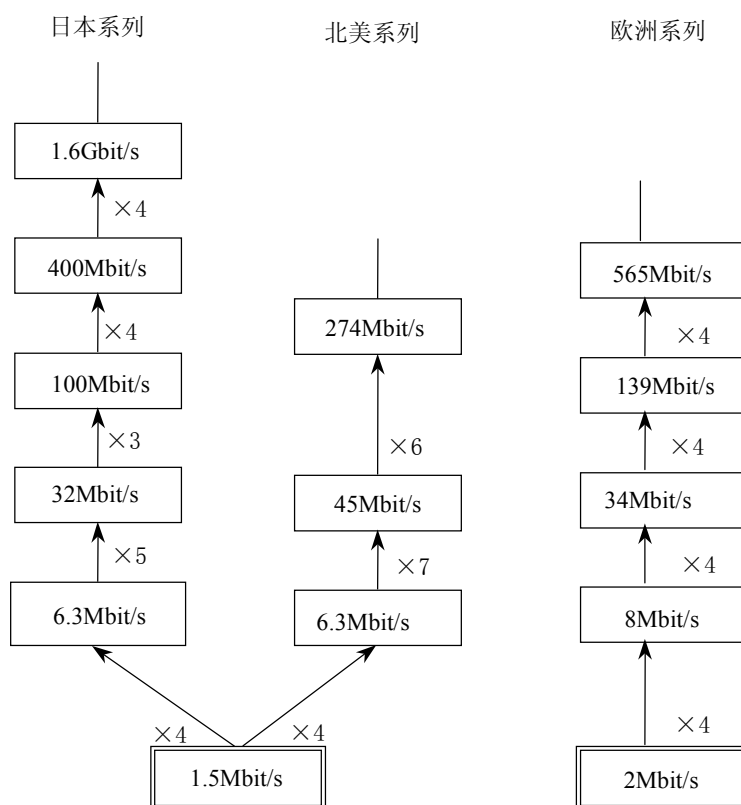 日本系列
北美系列
欧洲系列
1.6Gbit/s
×4
400Mbit/s
×4
100Mbit/s
×3
32Mbit/s
×5
6.3Mbit/s
×4
274Mbit/s
×6
45Mbit/s
×7
6.3Mbit/s
×4
1.5Mbit/s
565Mbit/s
×4
139Mbit/s
×4
34Mbit/s
×4
8Mbit/s
×4
2Mbit/s